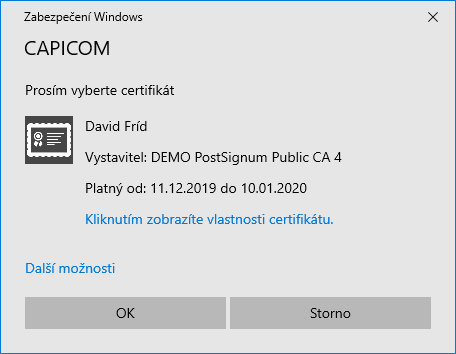 Zabezpečení Windows
CAPICOM
Prosím vyberte certifikát
David Fríd
Vystavitel: DEMO PostSignum Public CA 4
Platný od: 11.12.2019 do 10.01.2020
Kliknutím zobrazíte vlastnosti certifikátu.
Další možnosti
OK
Storno